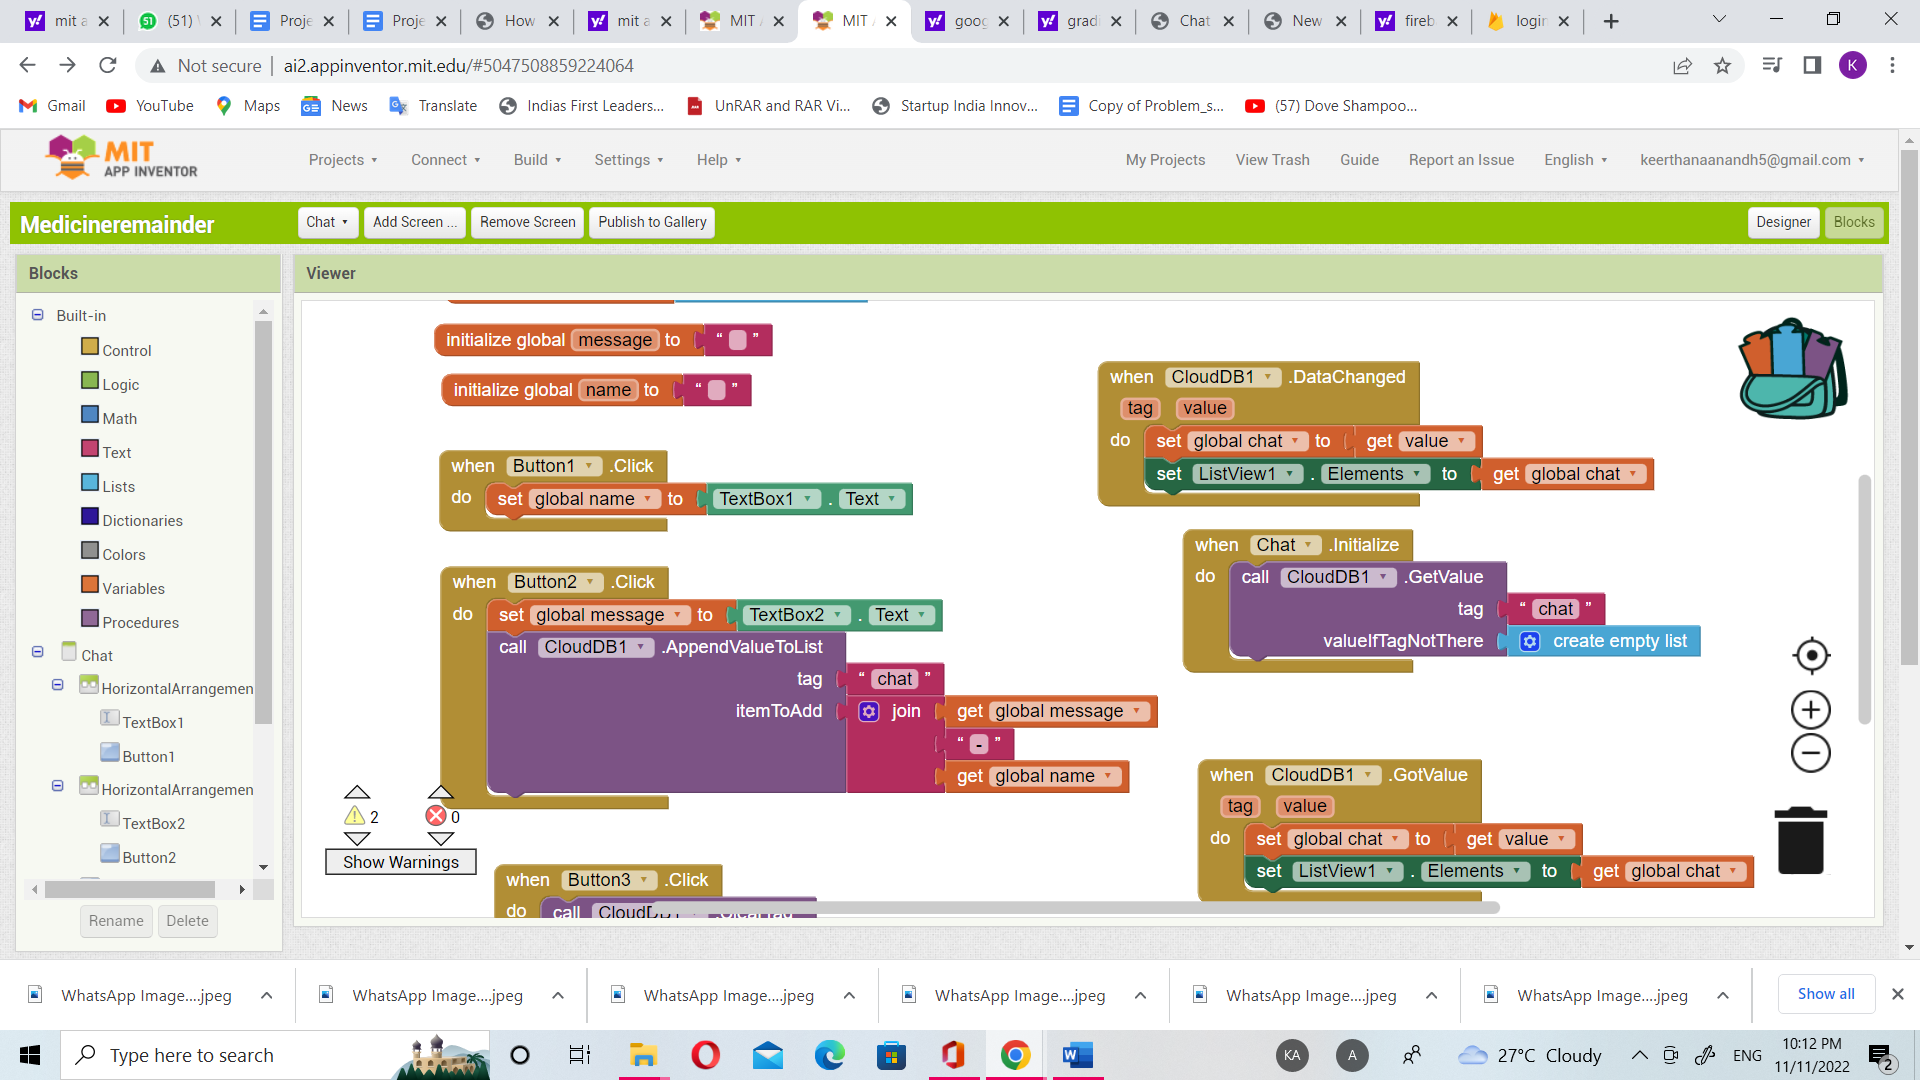 mit a
(51)
Proje
Proje
How
mit a
MIT
MIT
goog
gradi
Chat
New
fireb
login
Not secure
ai2.appinventor.mit.edu/#5047508859224064
K
Gmail
YouTube
Maps
News
Translate
Indias First Leaders...
UnRAR and RAR Vi...
Startup India Innov...
Copy of Problem_s...
(57) Dove Shampoo...
MIT
APP INVENTOR
Projects
Connect
Build
Settings
Help
My Projects
View Trash
Guide
Report an Issue
English
keerthanaanandh5@gmail.com
Medicineremainder
Chat
Add Screen ...
Remove Screen
Publish to Gallery
Designer
Blocks
Blocks
Viewer
Built-in
Control
Logic
Math
Text
Lists
Dictionaries
Colors
Variables
Procedures
Chat
HorizontalArrangemen
TextBox1
Button1
HorizontalArrangemen
TextBox2
Button2
Rename
Delete
initialize global message to " "
initialize global name to " "
when Button1 .Click
do set global name to TextBox1 . Text
when Button2 .Click
do set global message to TextBox2 . Text
call CloudDB1 .AppendValueToList
tag " chat "
itemToAdd join get global message
" - "
get global name
2
0
Show Warnings
when Button3 .Click
do call CloudDB1 .ClearTag
when CloudDB1 .DataChanged
tag value
do set global chat to get value
set ListView1 . Elements to get global chat
when Chat .Initialize
do call CloudDB1 .GetValue
tag " chat "
valueIfTagNotThere create empty list
when CloudDB1 .GotValue
tag value
do set global chat to get value
set ListView1 . Elements to get global chat
WhatsApp Image....jpeg
WhatsApp Image....jpeg
WhatsApp Image....jpeg
WhatsApp Image....jpeg
WhatsApp Image....jpeg
WhatsApp Image....jpeg
Show all
Type here to search
KA
A
27°C Cloudy
ENG
10:12 PM
11/11/2022
2